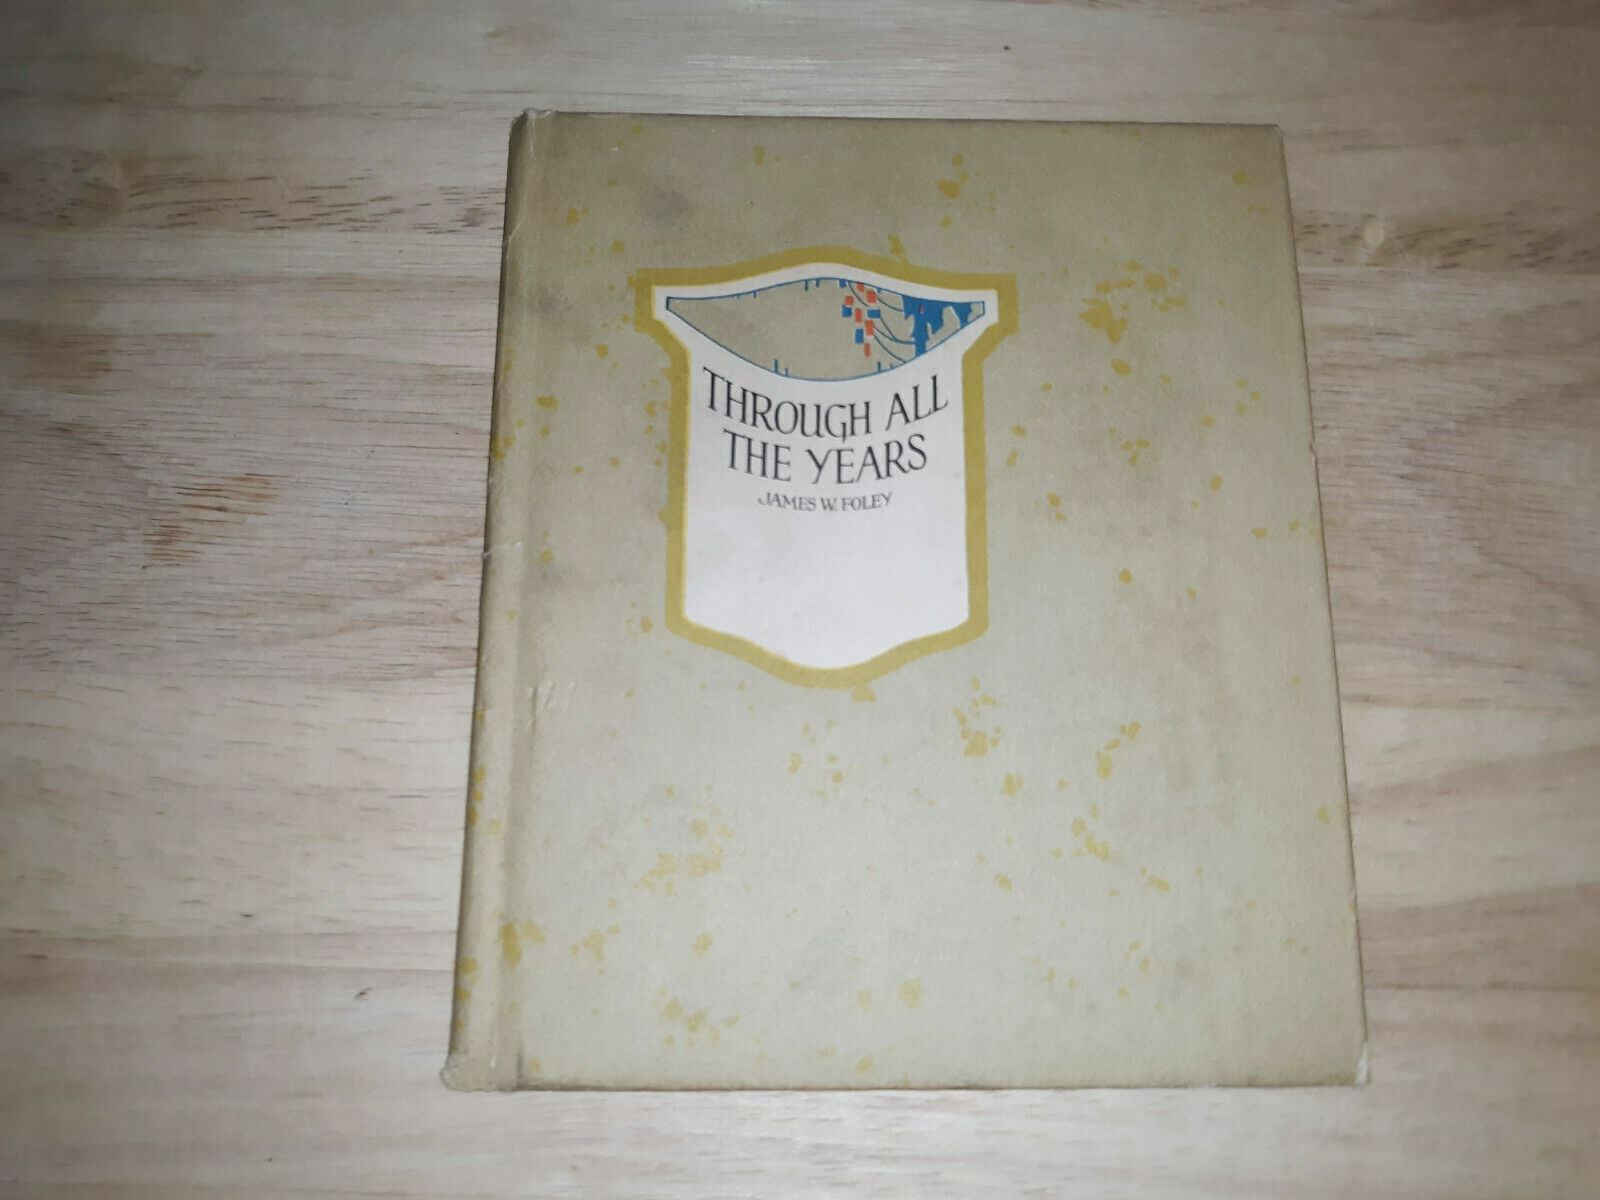 THROUGH ALL
THE YEARS
JAMES W. FOLEY